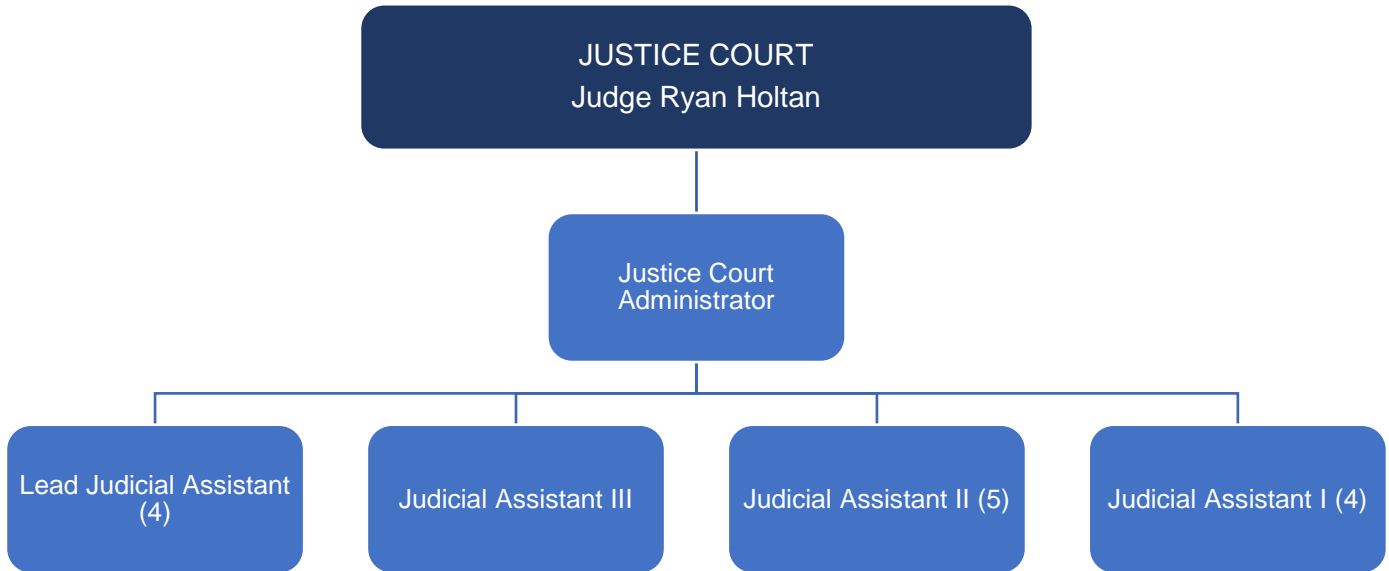 JUSTICE COURT
Judge Ryan Holtan
Justice Court
Administrator
Lead Judicial Assistant
(4)
Judicial Assistant III
Judicial Assistant II (5)
Judicial Assistant I (4)